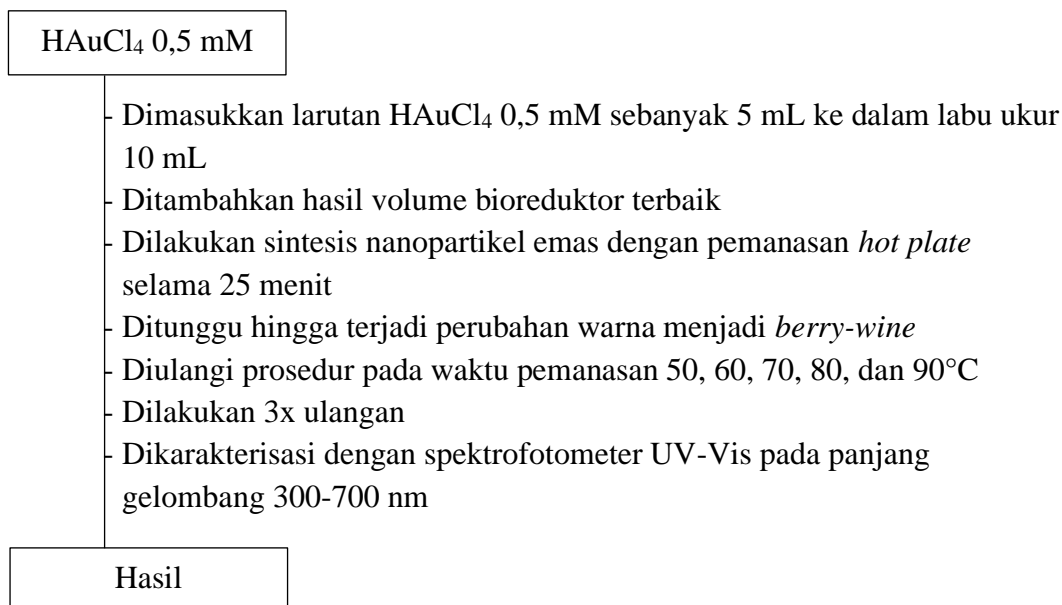 HAuCl₄ 0,5 mM
- Dimasukkan larutan HAuCl₄ 0,5 mM sebanyak 5 mL ke dalam labu ukur
10 mL
- Ditambahkan hasil volume bioreduktor terbaik
- Dilakukan sintesis nanopartikel emas dengan pemanasan hot plate
selama 25 menit
- Ditunggu hingga terjadi perubahan warna menjadi berry-wine
- Diulangi prosedur pada waktu pemanasan 50, 60, 70, 80, dan 90°C
- Dilakukan 3x ulangan
- Dikarakterisasi dengan spektrofotometer UV-Vis pada panjang
gelombang 300-700 nm
Hasil